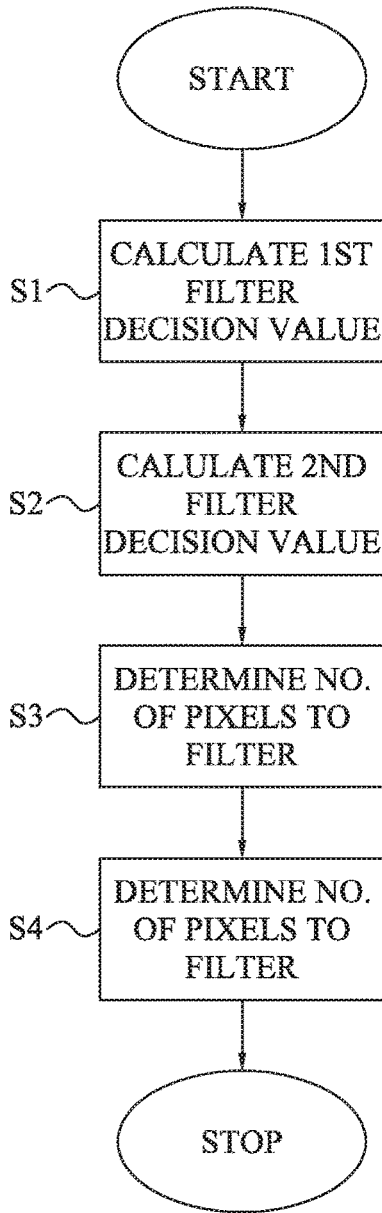 START
CALCULATE 1ST
FILTER
DECISION VALUE
S1
CALULATE 2ND
FILTER
DECISION VALUE
S2
DETERMINE NO.
OF PIXELS TO
FILTER
S3
DETERMINE NO.
OF PIXELS TO
FILTER
S4
STOP